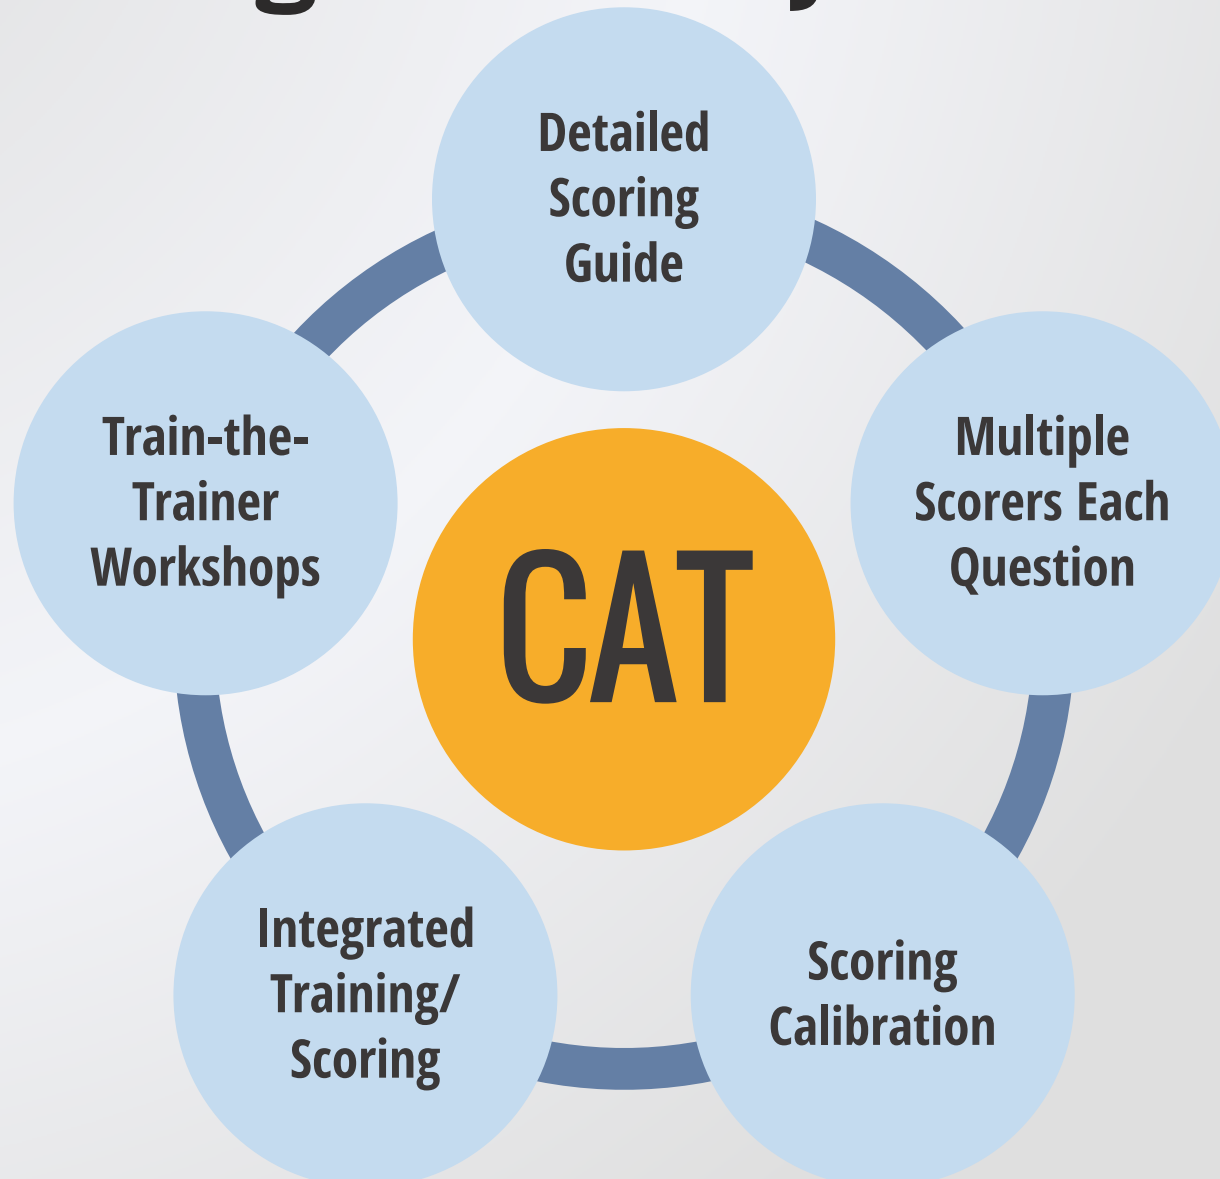 Detailed
Scoring
Guide
Train-the-
Trainer
Workshops
Multiple
Scorers Each
Question
CAT
Integrated
Training/
Scoring
Scoring
Calibration